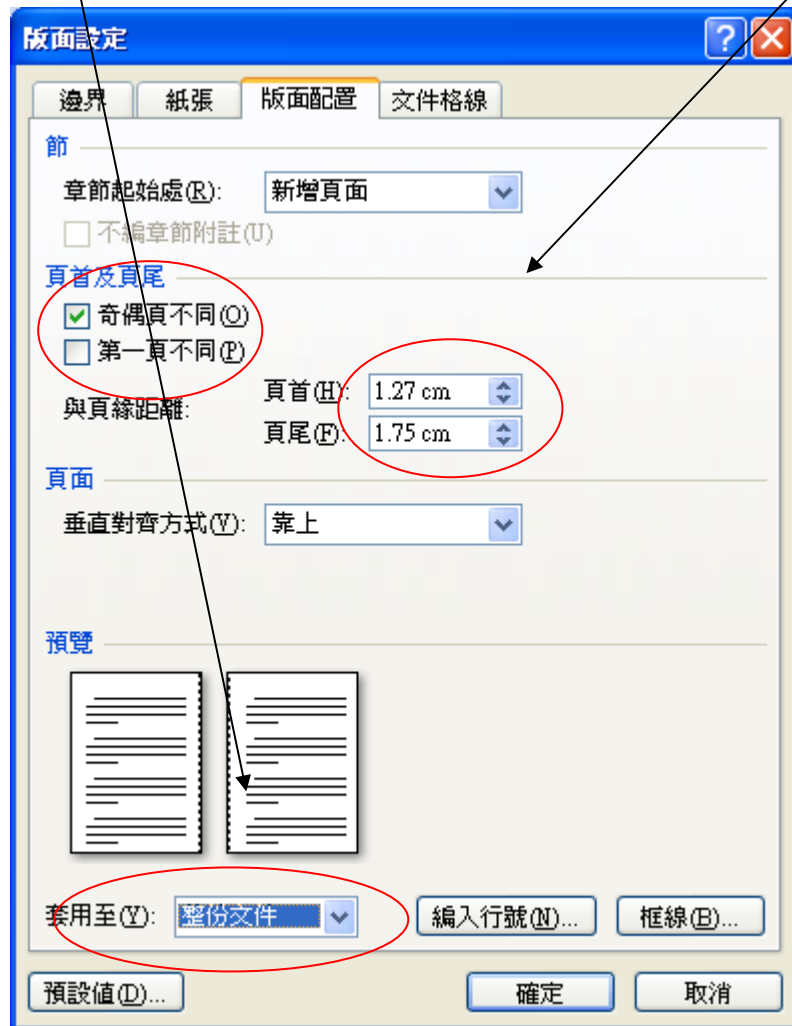 版面設定
邊界 紙張 版面配置 文件格線
節
章節起始處(R): 新增頁面
不編章節附註(U)
頁首及頁尾
奇偶頁不同(O)
第一頁不同(P)
與頁緣距離:
頁首(H): 1.27 cm
頁尾(F): 1.75 cm
頁面
垂直對齊方式(V): 靠上
預覽
套用至(Y): 整份文件 編入行號(N)... 框線(B)...
預設值(D)... 確定 取消